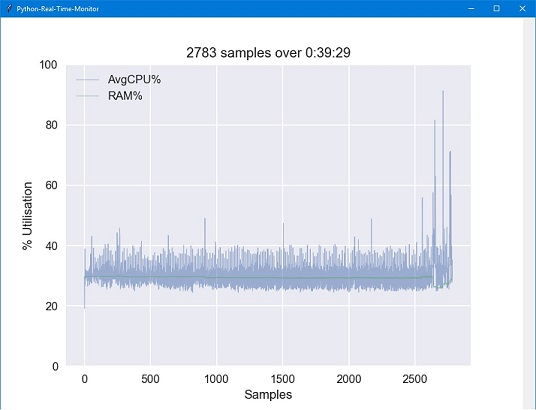 Python-Real-Time-Monitor
2783 samples over 0:39:29
AvgCPU%
RAM%
100
80
60
40
20
0
% Utilisation
0 500 1000 1500 2000 2500
Samples